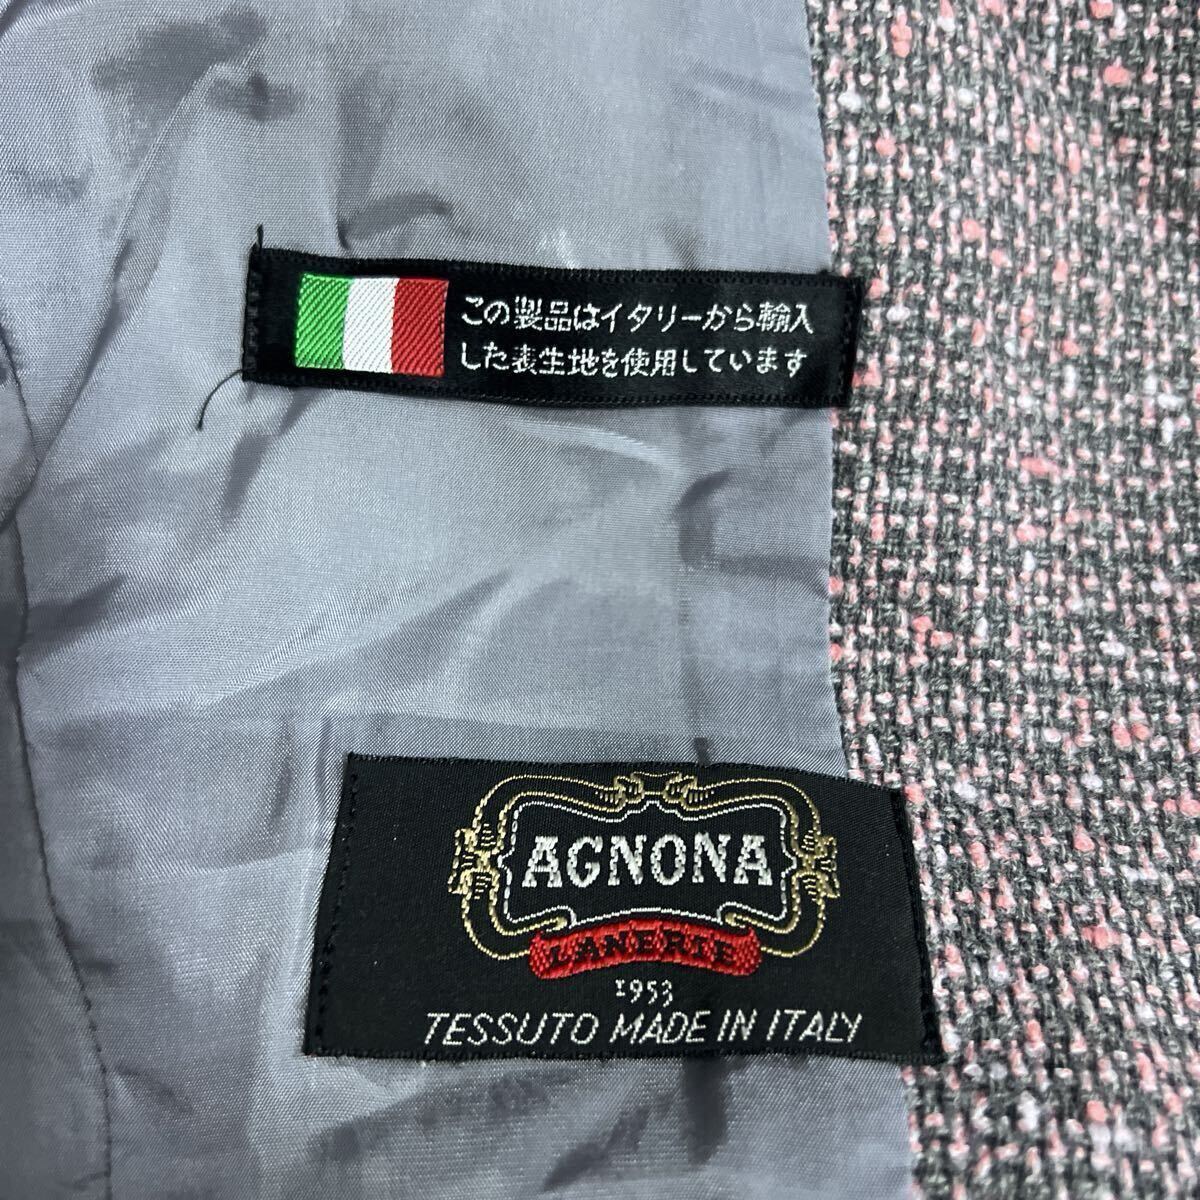 この製品はイタリーから輸入
した表生地を使用しています
AGNONA
LANERIE
1953
TESSUTO MADE IN ITALY